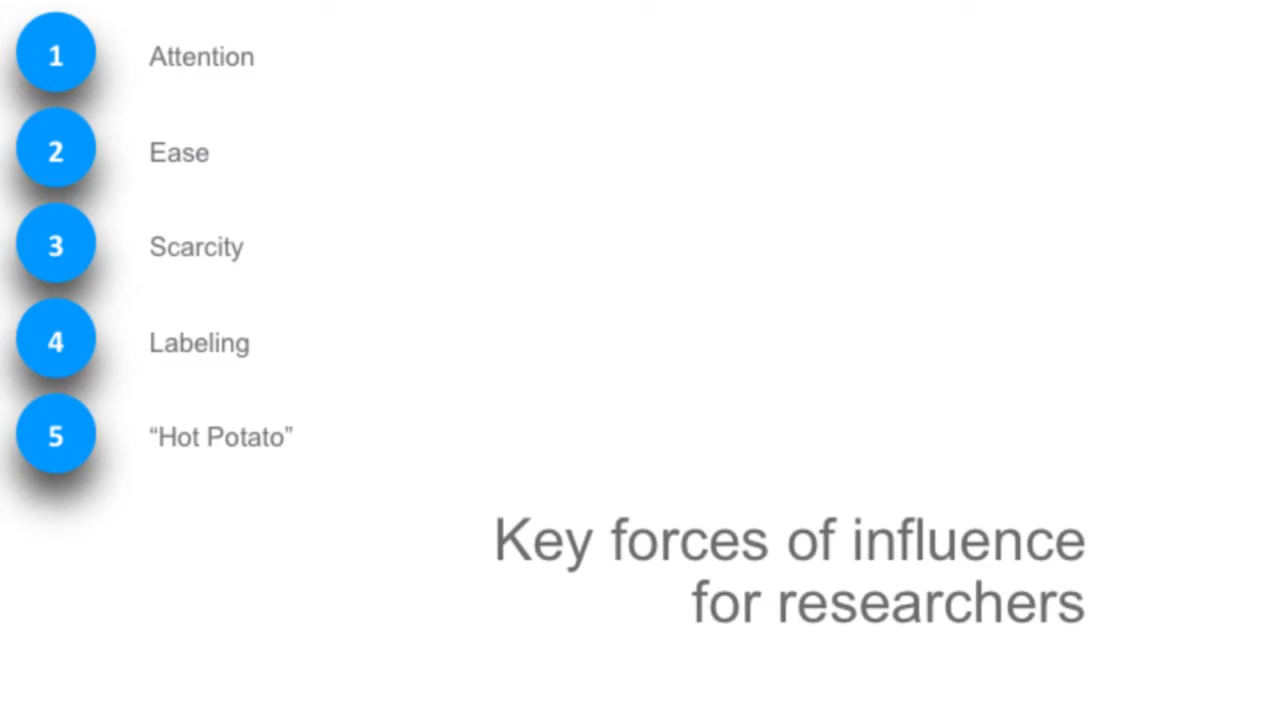 1 Attention
2 Ease
3 Scarcity
4 Labeling
5 “Hot Potato”
Key forces of influence
for researchers